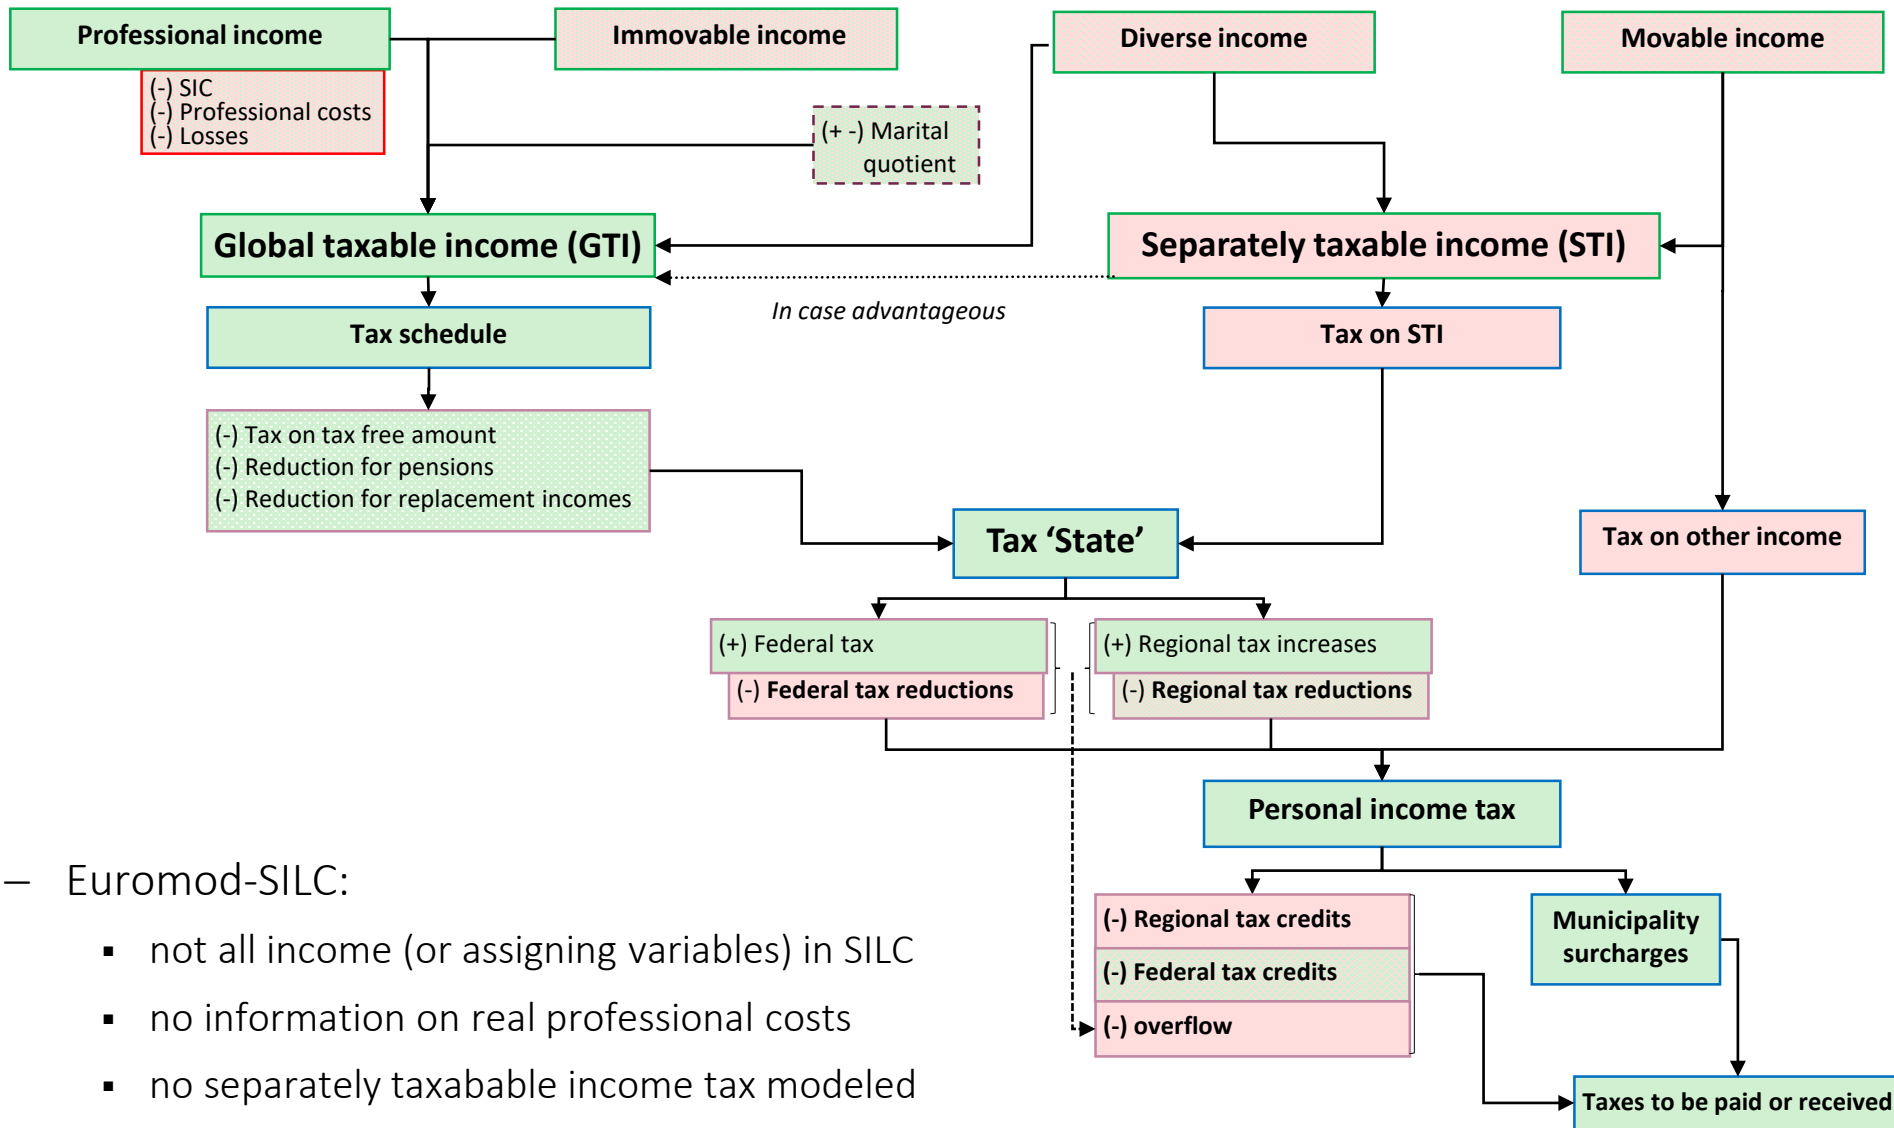 Professional income
Immovable income
Diverse income
Movable income
(-) SIC
(-) Professional costs
(-) Losses
(+ -) Marital
quotient
Global taxable income (GTI)
Separately taxable income (STI)
In case advantageous
Tax schedule
Tax on STI
(-) Tax on tax free amount
(-) Reduction for pensions
(-) Reduction for replacement incomes
Tax ‘State’
Tax on other income
(+) Federal tax
(+) Regional tax increases
(-) Federal tax reductions
(-) Regional tax reductions
Personal income tax
(-) Regional tax credits
(-) Federal tax credits
(-) overflow
Municipality
surcharges
Taxes to be paid or received
– Euromod-SILC:
▪ not all income (or assigning variables) in SILC
▪ no information on real professional costs
▪ no separately taxabable income tax modeled